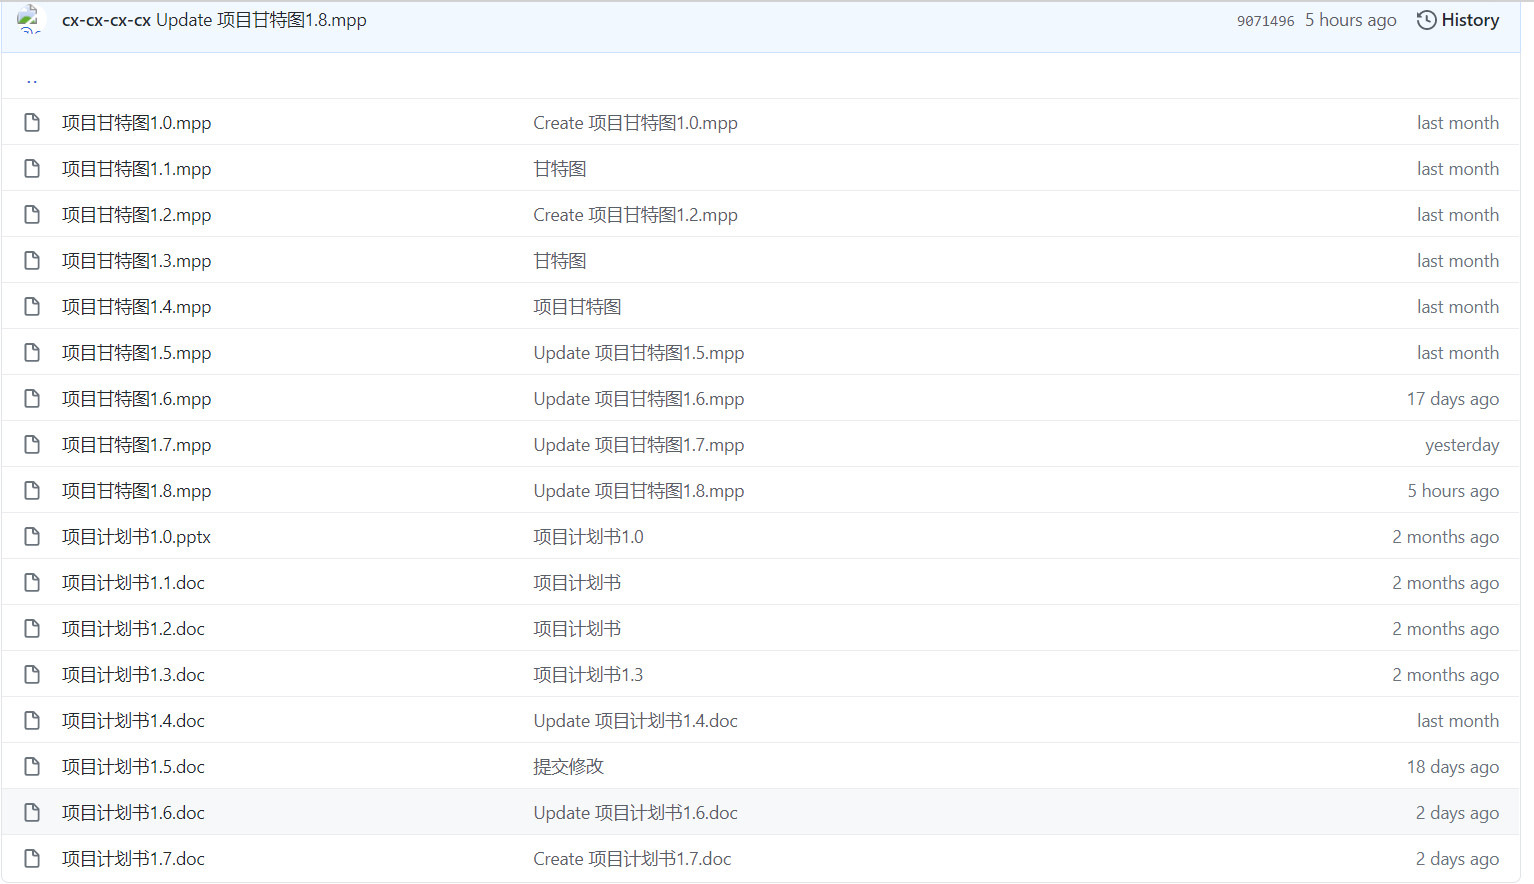 cx-cx-cx-cx Update 项目甘特图1.8.mpp 9071496 5 hours ago History
..
项目甘特图1.0.mpp Create 项目甘特图1.0.mpp last month
项目甘特图1.1.mpp 甘特图 last month
项目甘特图1.2.mpp Create 项目甘特图1.2.mpp last month
项目甘特图1.3.mpp 甘特图 last month
项目甘特图1.4.mpp 项目甘特图 last month
项目甘特图1.5.mpp Update 项目甘特图1.5.mpp last month
项目甘特图1.6.mpp Update 项目甘特图1.6.mpp 17 days ago
项目甘特图1.7.mpp Update 项目甘特图1.7.mpp yesterday
项目甘特图1.8.mpp Update 项目甘特图1.8.mpp 5 hours ago
项目计划书1.0.pptx 项目计划书1.0 2 months ago
项目计划书1.1.doc 项目计划书 2 months ago
项目计划书1.2.doc 项目计划书 2 months ago
项目计划书1.3.doc 项目计划书1.3 2 months ago
项目计划书1.4.doc Update 项目计划书1.4.doc last month
项目计划书1.5.doc 提交修改 18 days ago
项目计划书1.6.doc Update 项目计划书1.6.doc 2 days ago
项目计划书1.7.doc Create 项目计划书1.7.doc 2 days ago